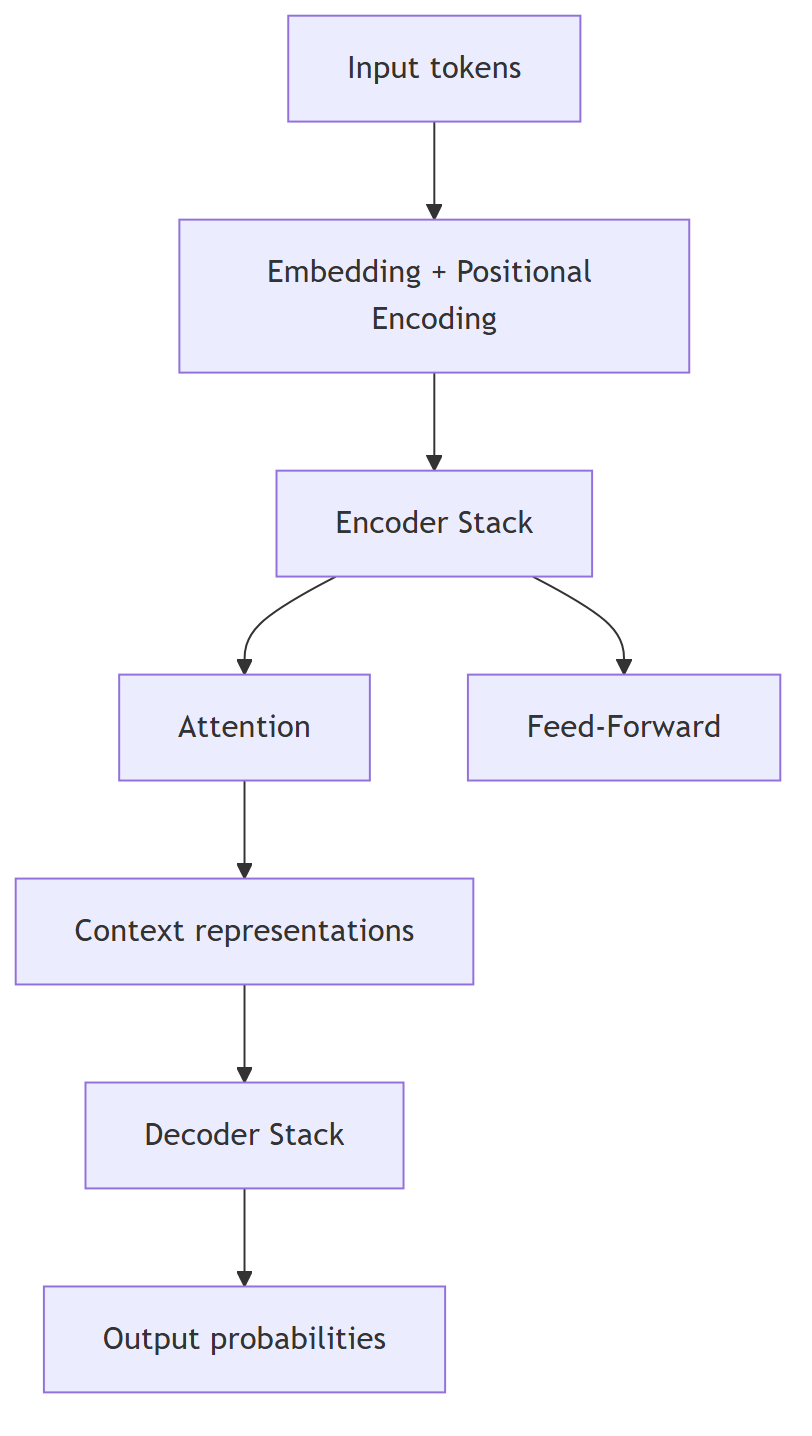 Input tokens
Embedding + Positional
Encoding
Encoder Stack
Attention
Feed-Forward
Context representations
Decoder Stack
Output probabilities